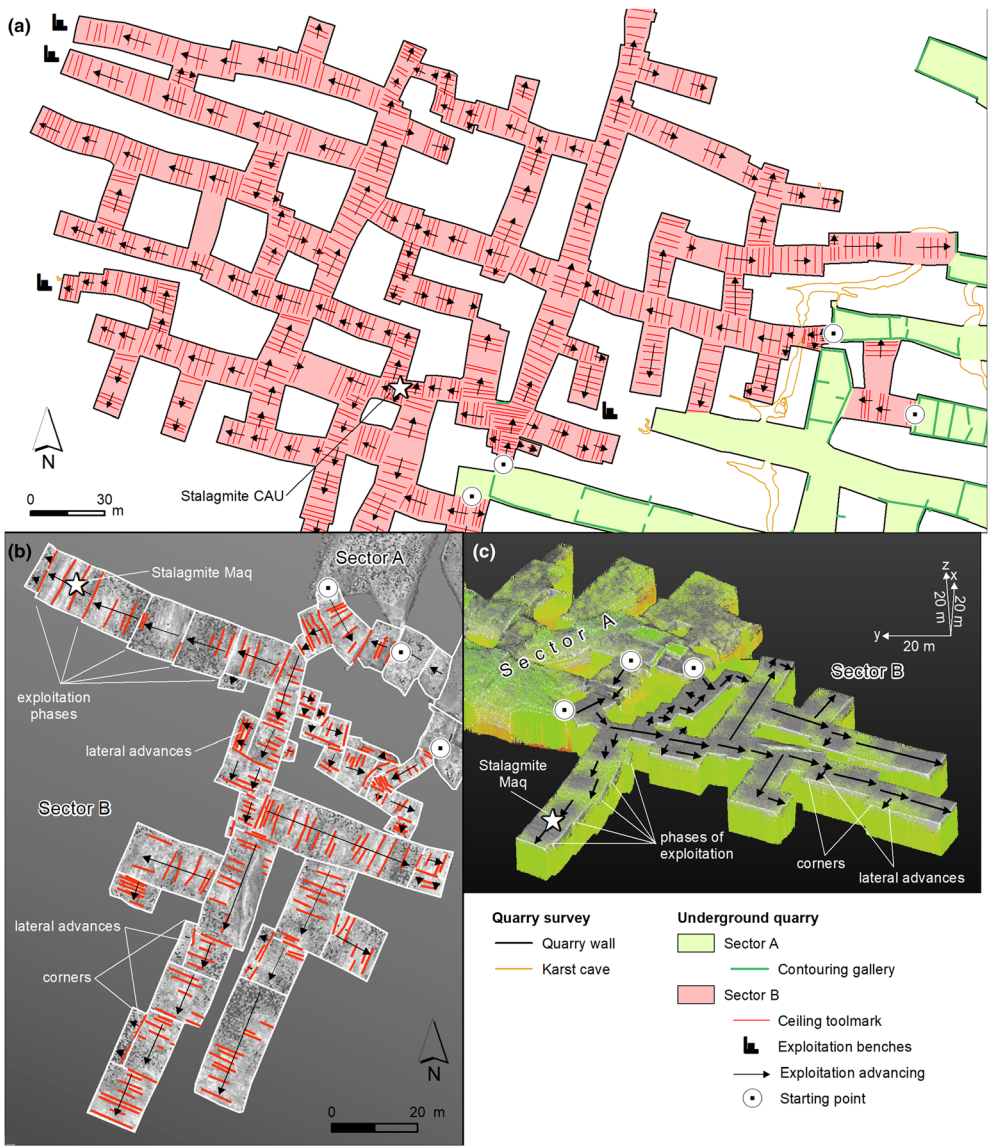 (a)
N
0 30
m
Stalagmite CAU
(b)
Sector A
Stalagmite Maq
exploitation
phases
lateral advances
Sector B
lateral advances
corners
N
0 20 m
(c)
z
x
20 m
20 m
y
20 m
Sector A
Sector B
Stalagmite
Maq
phases of
exploitation
corners
lateral advances
Quarry survey
Quarry wall
Karst cave
Underground quarry
Sector A
Contouring gallery
Sector B
Ceiling toolmark
Exploitation benches
Exploitation advancing
Starting point